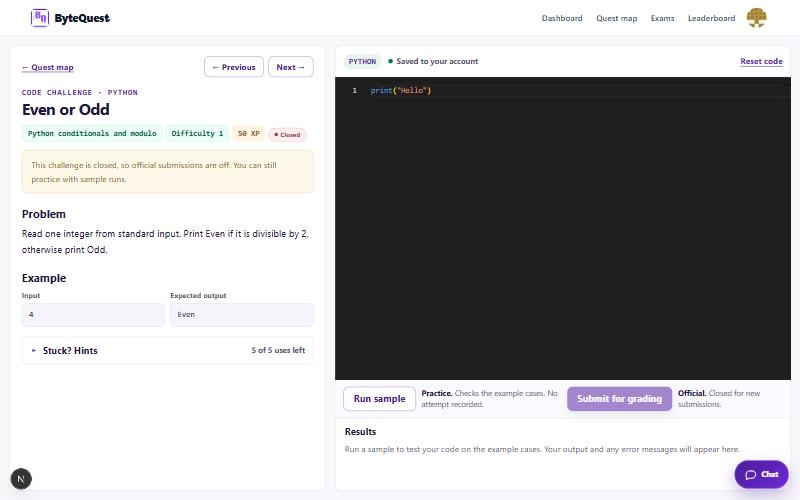 BQ ByteQuest
Dashboard Quest map Exams Leaderboard
← Quest map
← Previous
Next →
CODE CHALLENGE · PYTHON
Even or Odd
Python conditionals and modulo
Difficulty 1
50 XP
Closed
This challenge is closed, so official submissions are off. You can still
practice with sample runs.
Problem
Read one integer from standard input. Print Even if it is divisible by 2,
otherwise print Odd.
Example
Input
4
Expected output
Even
Stuck? Hints
5 of 5 uses left
N
PYTHON
Saved to your account
Reset code
1 print("Hello")
Run sample
Practice. Checks the example cases. No
attempt recorded.
Submit for grading
Official. Closed for new
submissions.
Results
Run a sample to test your code on the example cases. Your output and any error messages will appear here.
Chat